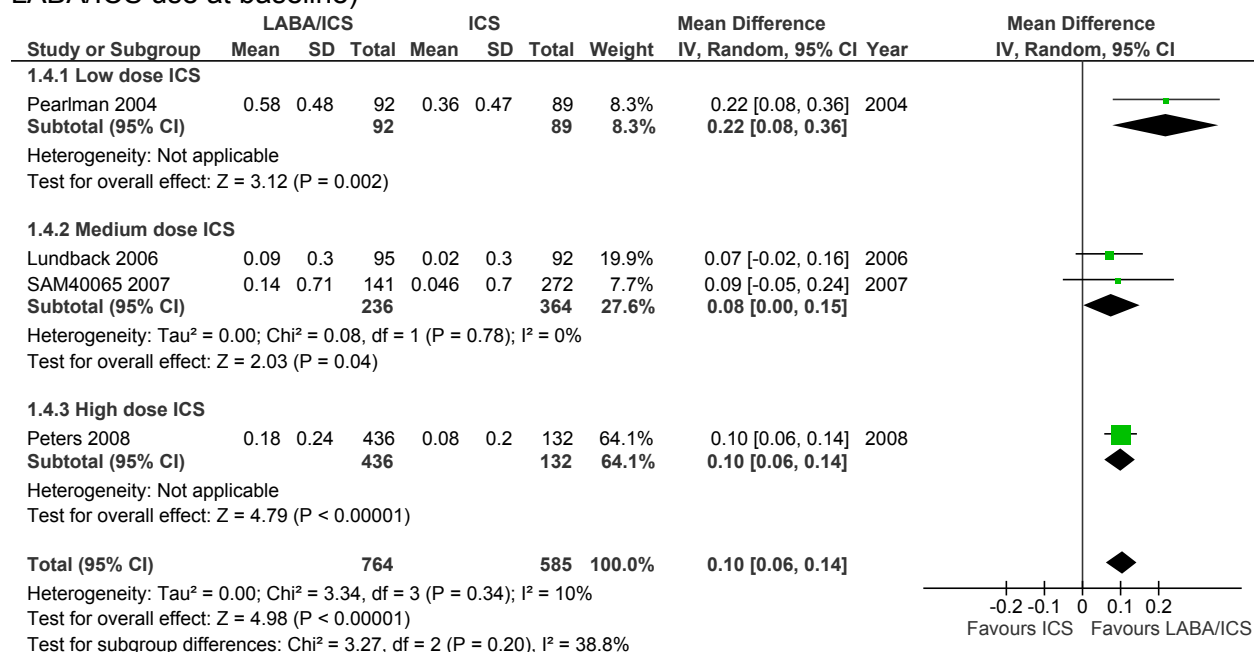 LABA/ICS use at baseline)
LABA/ICS ICS Mean Difference Mean Difference
Study or Subgroup Mean SD Total Mean SD Total Weight IV, Random, 95% CI Year IV, Random, 95% CI
1.4.1 Low dose ICS
Pearlman 2004 0.58 0.48 92 0.36 0.47 89 8.3% 0.22 [0.08, 0.36] 2004
Subtotal (95% CI) 92 89 8.3% 0.22 [0.08, 0.36]
Heterogeneity: Not applicable
Test for overall effect: Z = 3.12 (P = 0.002)
1.4.2 Medium dose ICS
Lundback 2006 0.09 0.3 95 0.02 0.3 92 19.9% 0.07 [-0.02, 0.16] 2006
SAM40065 2007 0.14 0.71 141 0.046 0.7 272 7.7% 0.09 [-0.05, 0.24] 2007
Subtotal (95% CI) 236 364 27.6% 0.08 [0.00, 0.15]
Heterogeneity: Tau² = 0.00; Chi² = 0.08, df = 1 (P = 0.78); I² = 0%
Test for overall effect: Z = 2.03 (P = 0.04)
1.4.3 High dose ICS
Peters 2008 0.18 0.24 436 0.08 0.2 132 64.1% 0.10 [0.06, 0.14] 2008
Subtotal (95% CI) 436 132 64.1% 0.10 [0.06, 0.14]
Heterogeneity: Not applicable
Test for overall effect: Z = 4.79 (P < 0.00001)
Total (95% CI) 764 585 100.0% 0.10 [0.06, 0.14]
Heterogeneity: Tau² = 0.00; Chi² = 3.34, df = 3 (P = 0.34); I² = 10%
Test for overall effect: Z = 4.98 (P < 0.00001)
Test for subgroup differences: Chi² = 3.27, df = 2 (P = 0.20), I² = 38.8%
-0.2 -0.1 0 0.1 0.2
Favours ICS Favours LABA/ICS